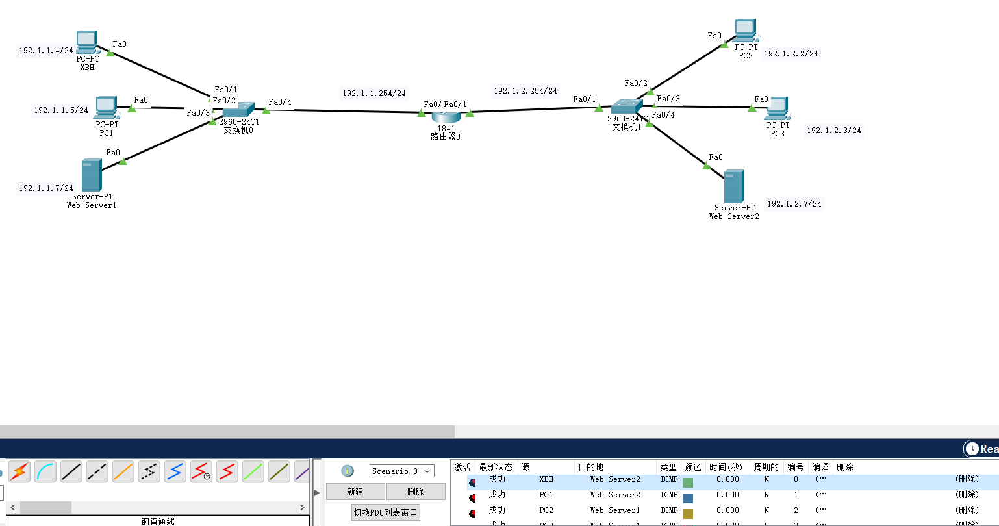 192.1.1.4/24
Fa0
PC-PT
XBH
192.1.1.5/24
Fa0
PC-PT
PC1
Fa0
192.1.1.7/24
Server-PT
Web Server1
Fa0/1
Fa0/2
Fa0/3
Fa0/4
2960-24TT
交换机0
192.1.1.254/24
192.1.2.254/24
Fa0/
Fa0/1
1841
路由器0
Fa0/1
Fa0/2
Fa0/3
Fa0/4
2960-24TT
交换机1
Fa0
PC-PT
PC2
192.1.2.2/24
Fa0
PC-PT
PC3
192.1.2.3/24
Fa0
Server-PT
Web Server2
192.1.2.7/24
Rea
铜直通线
Scenario 0
新建
删除
切换PDU列表窗口
激活 最新状态 源 目的地 类型 颜色 时间(秒) 周期的 编号 编译 删除
成功 XBH Web Server2 ICMP 0.000 N 0 (… (删除)
成功 PC1 Web Server2 ICMP 0.000 N 1 (… (删除)
成功 PC2 Web Server1 ICMP 0.000 N 2 (… (删除)